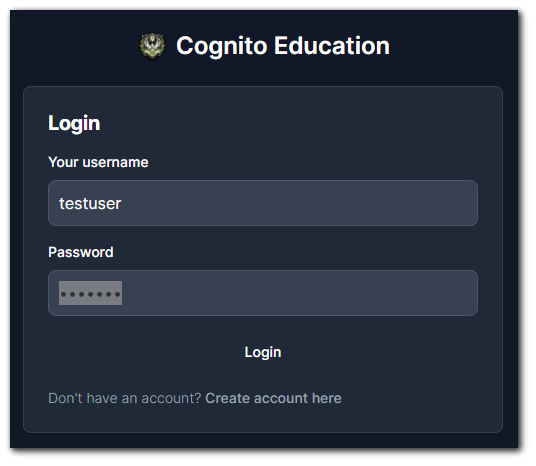 Cognito Education
Login
Your username
testuser
Password
•••••••
Login
Don't have an account? Create account here